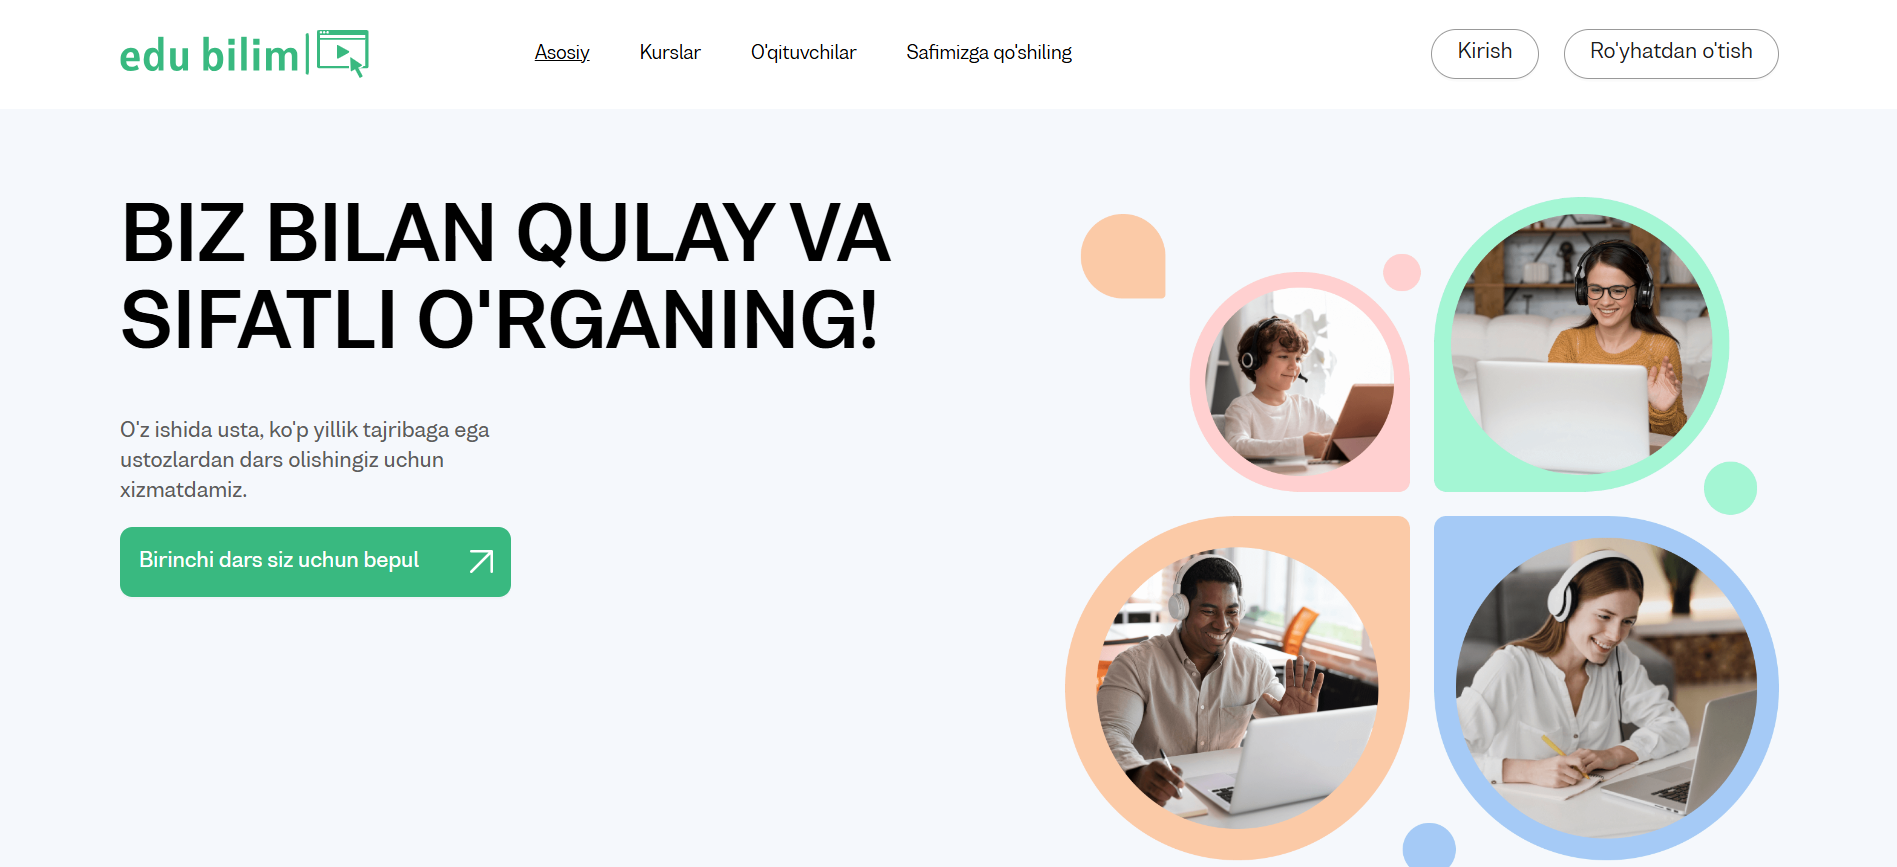 edu bilim
Asosiy
Kurslar
O'qituvchilar
Safimizga qo'shiling
Kirish
Ro'yhatdan o'tish
BIZ BILAN QULAY VA
SIFATLI O'RGANING!
O'z ishida usta, ko'p yillik tajribaga ega
ustozlardan dars olishingiz uchun
xizmatdamiz.
Birinchi dars siz uchun bepul